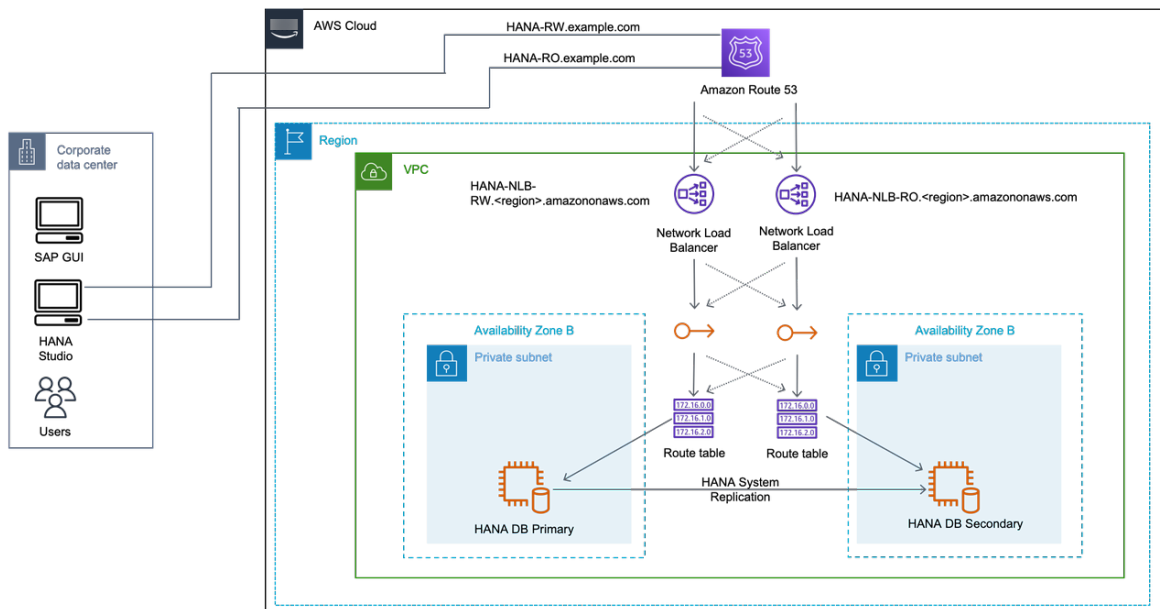 AWS Cloud
HANA-RW.example.com
HANA-RO.example.com
53
Amazon Route 53
Region
VPC
Corporate
data center
SAP GUI
HANA
Studio
Users
HANA-NLB-
RW.<region>.amazononaws.com
HANA-NLB-RO.<region>.amazononaws.com
Network Load
Balancer
Network Load
Balancer
Availability Zone B
Private subnet
Availability Zone B
Private subnet
172.16.0.0
172.16.1.0
172.16.2.0
Route table
172.16.0.0
172.16.1.0
172.16.2.0
Route table
HANA System
Replication
HANA DB Primary
HANA DB Secondary